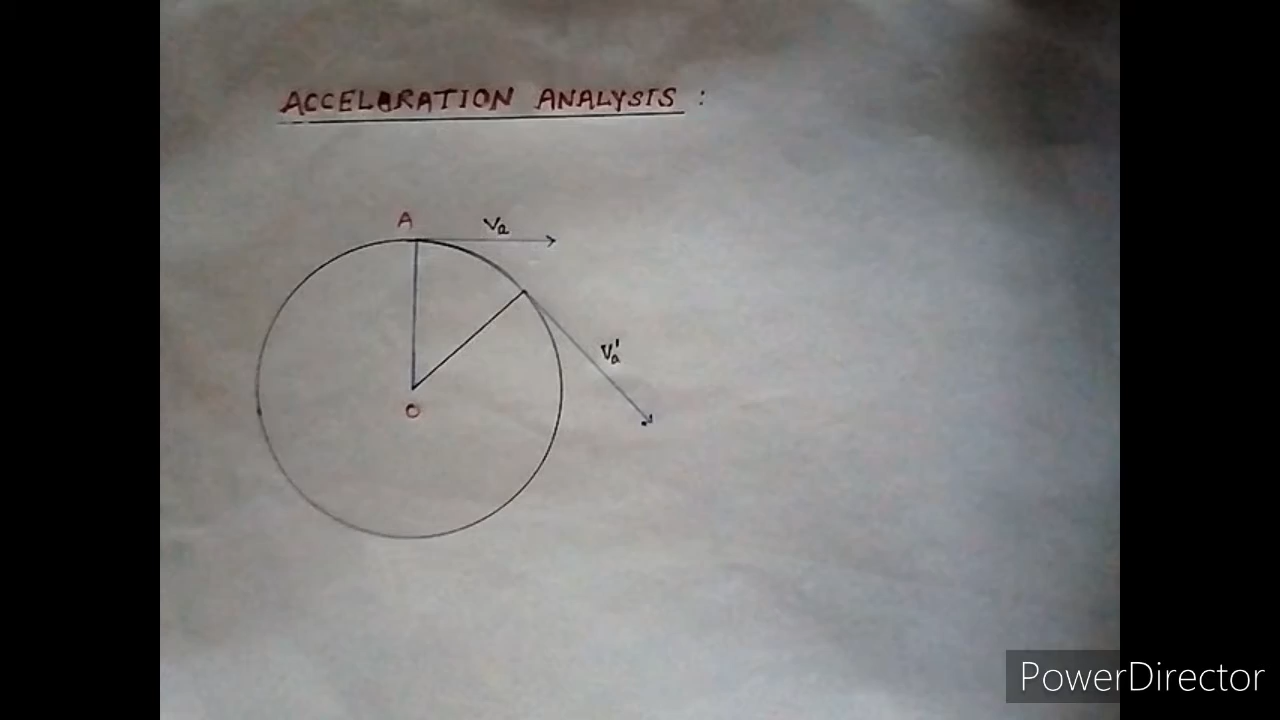 ACCELARATION ANALYSIS :
A
Va
Va'
O
PowerDirector